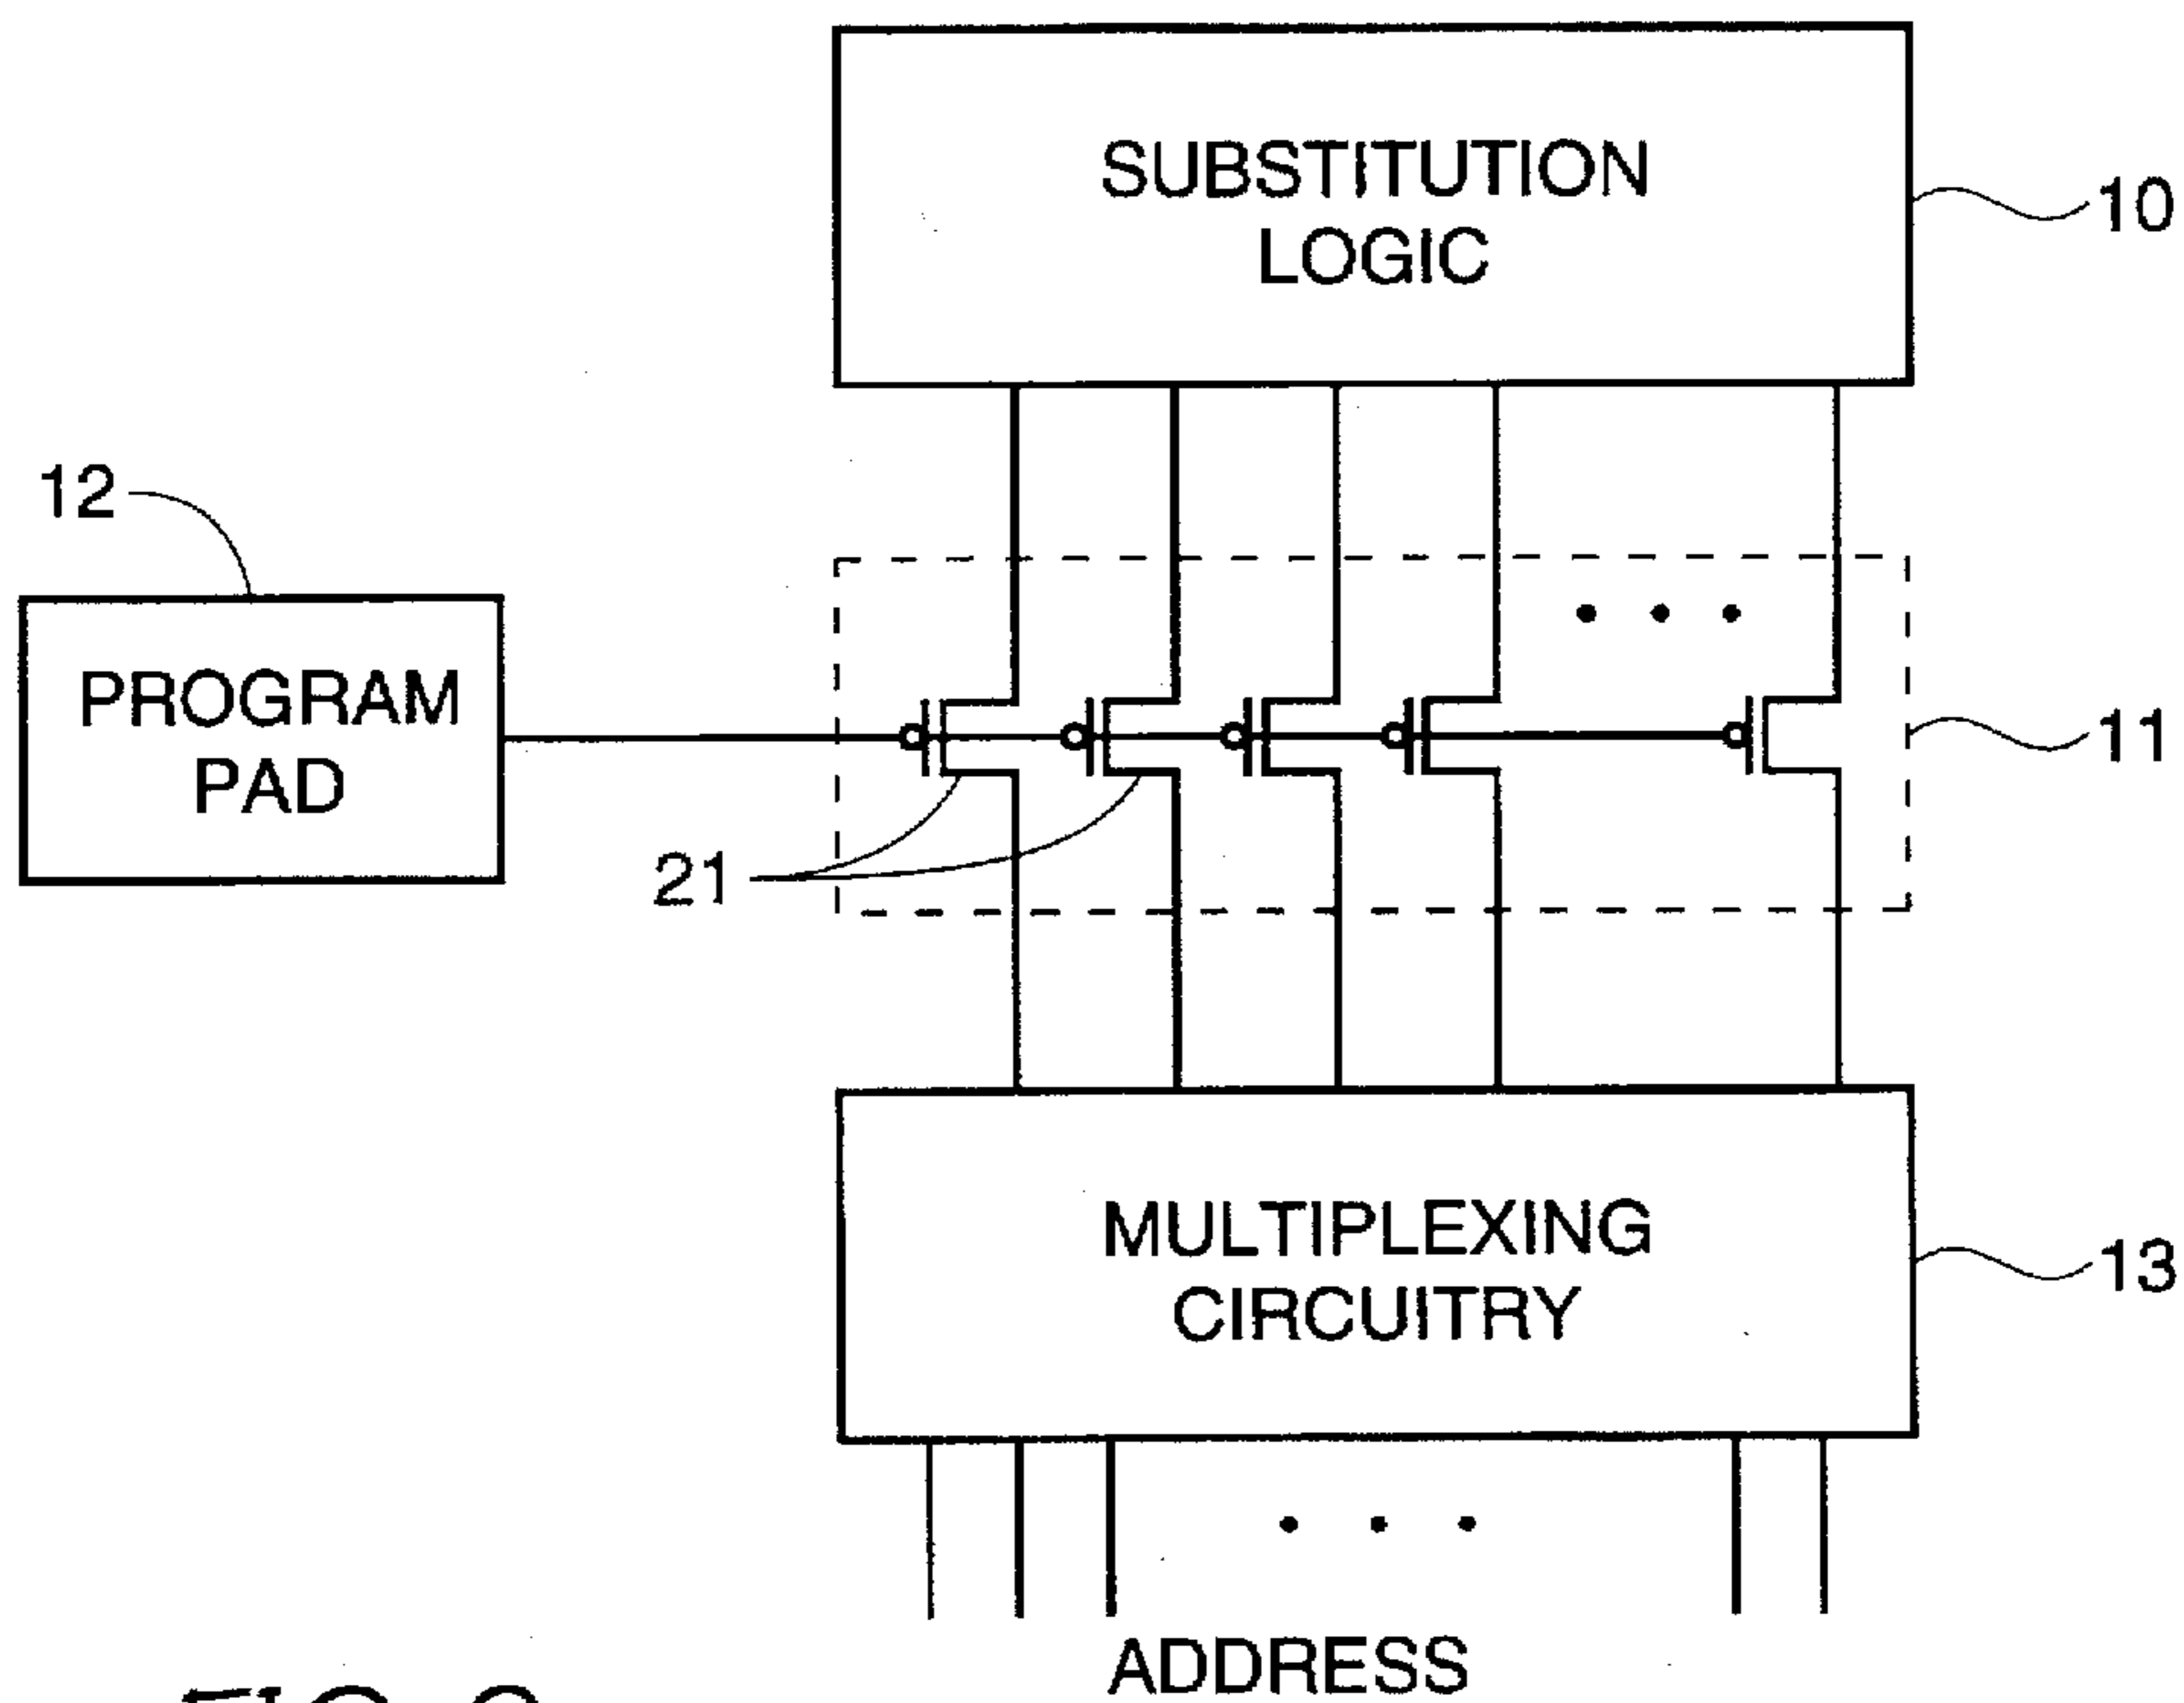 SUBSTITUTION
LOGIC
10
12
PROGRAM
PAD
11
21
MULTIPLEXING
CIRCUITRY
13
ADDRESS